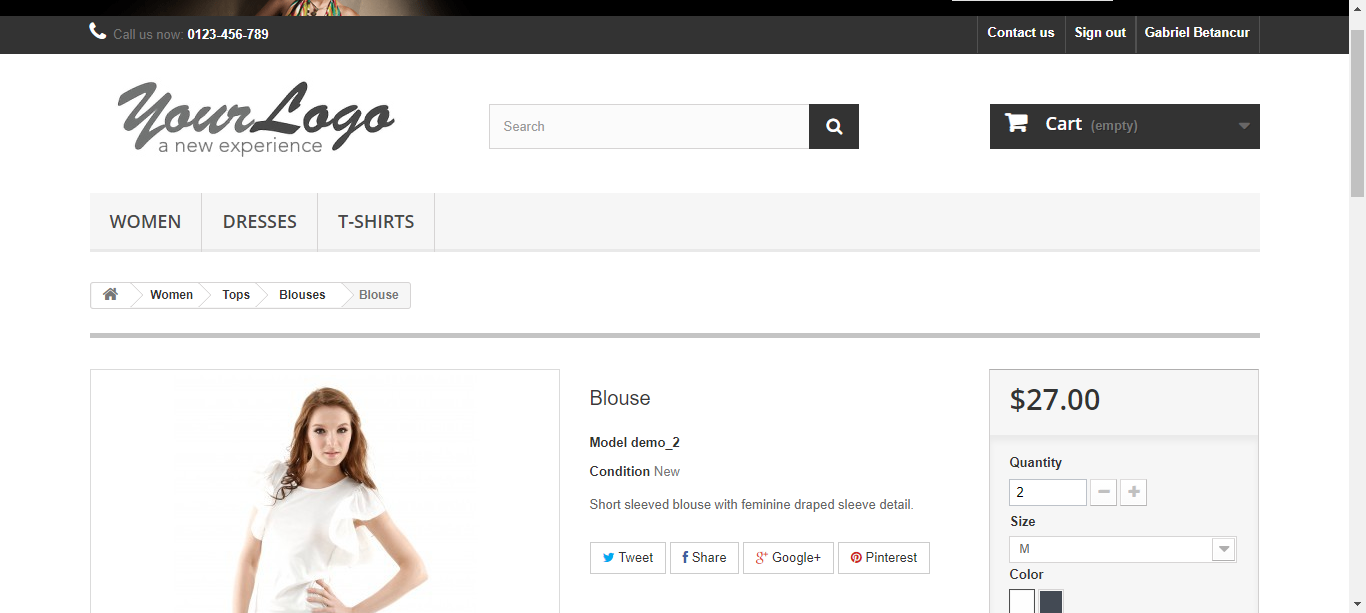 Call us now: 0123-456-789
Contact us
Sign out
Gabriel Betancur
YourLogo
a new experience
Search
Cart (empty)
WOMEN
DRESSES
T-SHIRTS
Women
Tops
Blouses
Blouse
Blouse
Model demo_2
Condition New
Short sleeved blouse with feminine draped sleeve detail.
Tweet
f Share
g+ Google+
Pinterest
$27.00
Quantity
2
Size
M
Color